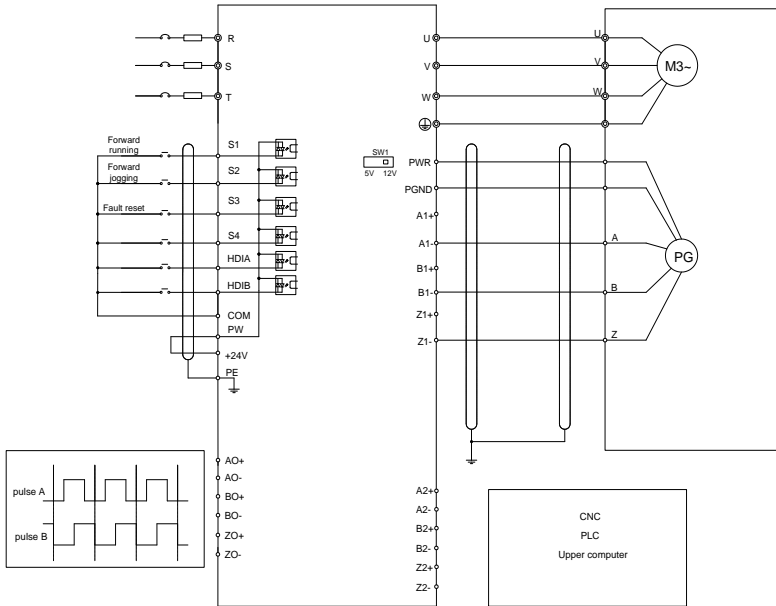 R
S
T
Forward
running
Forward
jogging
Fault reset
S1
S2
S3
S4
HDIA
HDIB
COM
PW
+24V
PE
SW1
5V 12V
U
V
W
PWR
PGND
A1+
A1-
B1+
B1-
Z1+
Z1-
U
V
W
M3~
A
B
Z
PG
pulse A
pulse B
AO+
AO-
BO+
BO-
ZO+
ZO-
A2+
A2-
B2+
B2-
Z2+
Z2-
CNC
PLC
Upper computer